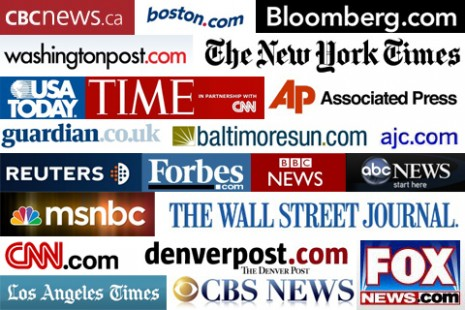 CBCnews.ca
boston.com
Bloomberg.com
washingtonpost.com
The New York Times
USA
TODAY.
TIME
IN PARTNERSHIP WITH
CNN
AP Associated Press
guardian.co.uk
baltimoresun.com
ajc.com
REUTERS
Forbes
.com
BBC
NEWS
abc NEWS
start here
msnbc
THE WALL STREET JOURNAL.
CNN.com
denverpost.com
THE DENVER POST
FOX
NEWS.com
Los Angeles Times
CBS NEWS